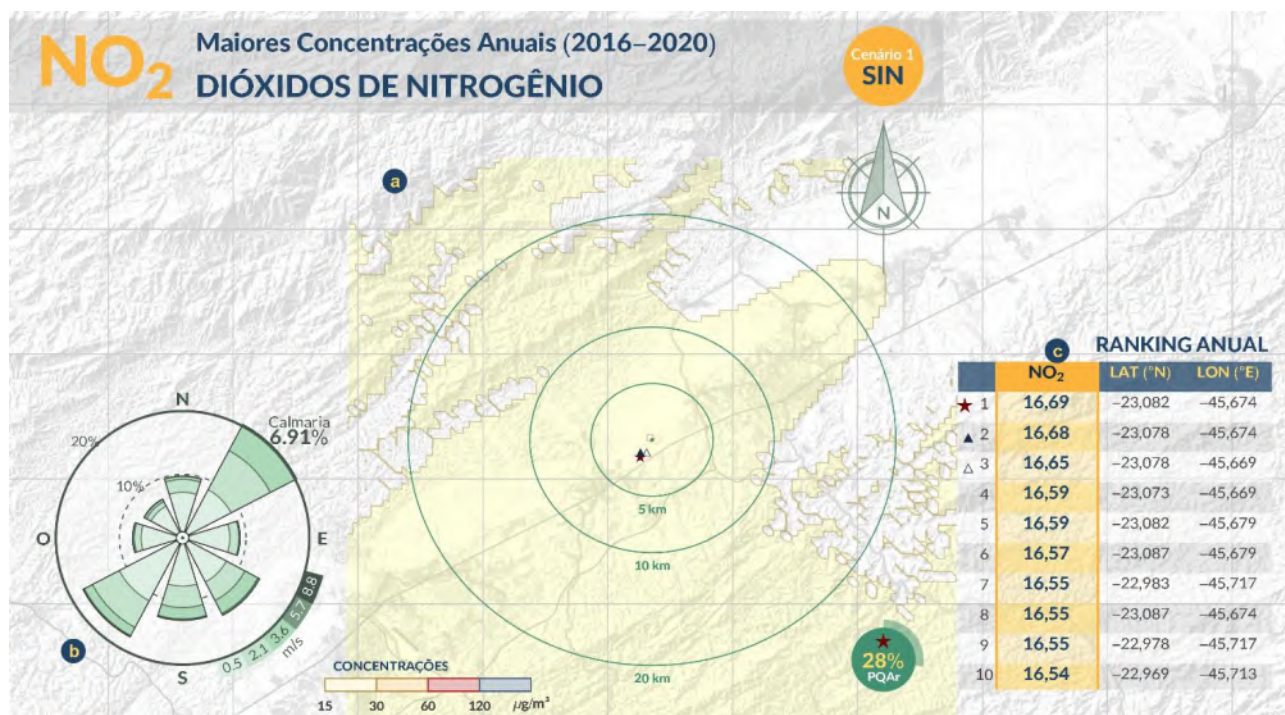 NO₂
Maiores Concentrações Anuais (2016–2020)
DIÓXIDOS DE NITROGÊNIO
Cenário 1
SIN
a
N
5 km
10 km
20 km
N
Calmaria
6.91%
20%
10%
O
E
S
0.5 2.1 3.6 5.7 8.8
m/s
b
CONCENTRAÇÕES
15 30 60 120 µg/m³
28%
PQAr
c
RANKING ANUAL
NO₂ LAT (°N) LON (°E)
1 16,69 –23,082 –45,674
2 16,68 –23,078 –45,674
3 16,65 –23,078 –45,669
4 16,59 –23,073 –45,669
5 16,59 –23,082 –45,679
6 16,57 –23,087 –45,679
7 16,55 –22,983 –45,717
8 16,55 –23,087 –45,674
9 16,55 –22,978 –45,717
10 16,54 –22,969 –45,713